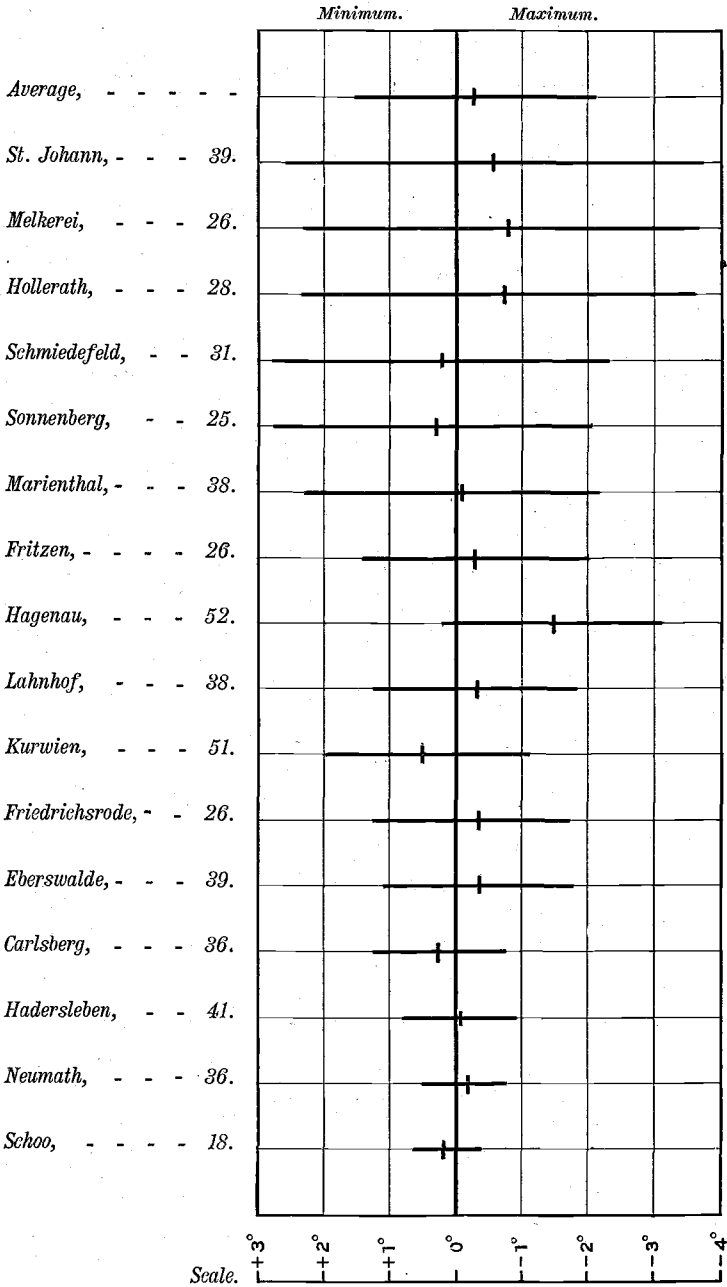 Minimum. Maximum.
Average, - - - - -
St. Johann, - - - 39.
Melkerei, - - - 26.
Hollerath, - - - 28.
Schmiedefeld, - - 31.
Sonnenberg, - - 25.
Marienthal, - - - 38.
Fritzen, - - - - 26.
Hagenau, - - - 52.
Lahnhof, - - - 38.
Kurwien, - - - 51.
Friedrichsrode, - - 26.
Eberswalde, - - - 39.
Carlsberg, - - - 36.
Hadersleben, - - 41.
Neumath, - - - 36.
Schoo, - - - - 18.
Scale. +3° +2° +1° 0° -1° -2° -3° -4°